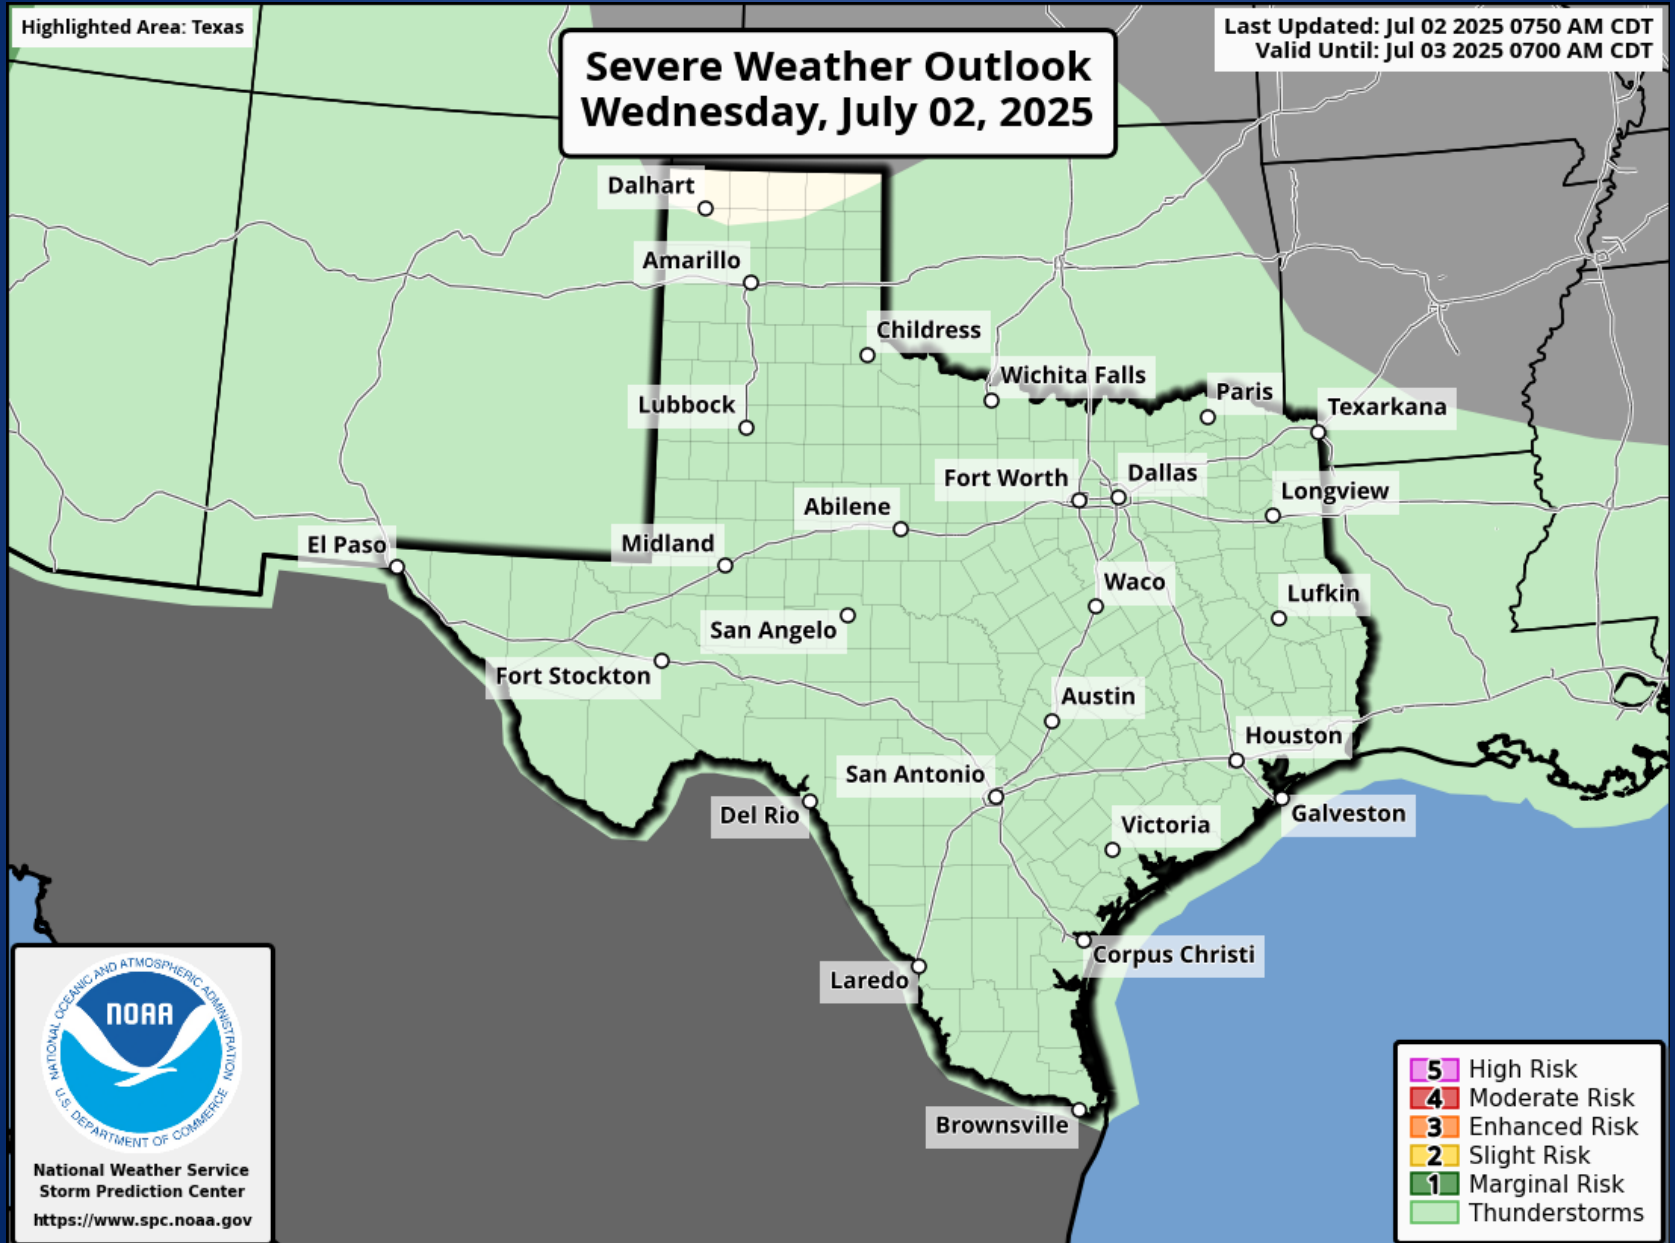 Highlighted Area: Texas
Severe Weather Outlook
Wednesday, July 02, 2025
Last Updated: Jul 02 2025 0750 AM CDT
Valid Until: Jul 03 2025 0700 AM CDT
Dalhart
Amarillo
Childress
Wichita Falls
Paris
Texarkana
Lubbock
Fort Worth
Dallas
Longview
Abilene
El Paso
Midland
Waco
Lufkin
San Angelo
Fort Stockton
Austin
Houston
San Antonio
Del Rio
Galveston
Victoria
Corpus Christi
Laredo
Brownsville
NATIONAL OCEANIC AND ATMOSPHERIC ADMINISTRATION
NOAA
U.S. DEPARTMENT OF COMMERCE
National Weather Service
Storm Prediction Center
https://www.spc.noaa.gov
5 High Risk
4 Moderate Risk
3 Enhanced Risk
2 Slight Risk
1 Marginal Risk
Thunderstorms